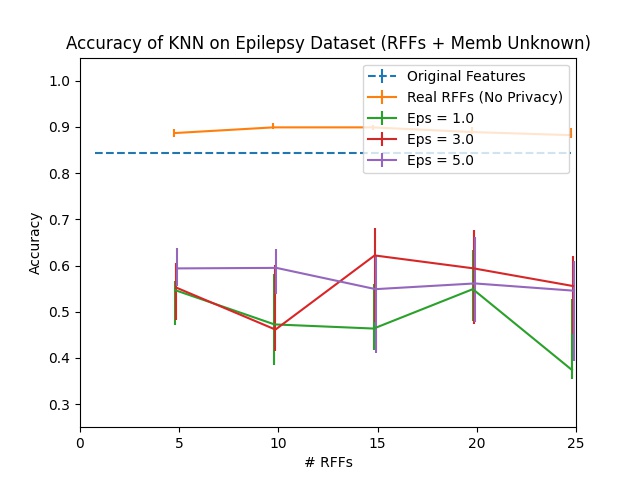 Accuracy of KNN on Epilepsy Dataset (RFFs + Memb Unknown)
1.0
0.9
0.8
0.7
0.6
0.5
0.4
0.3
Accuracy
Original Features
Real RFFs (No Privacy)
Eps = 1.0
Eps = 3.0
Eps = 5.0
0 5 10 15 20 25
# RFFs